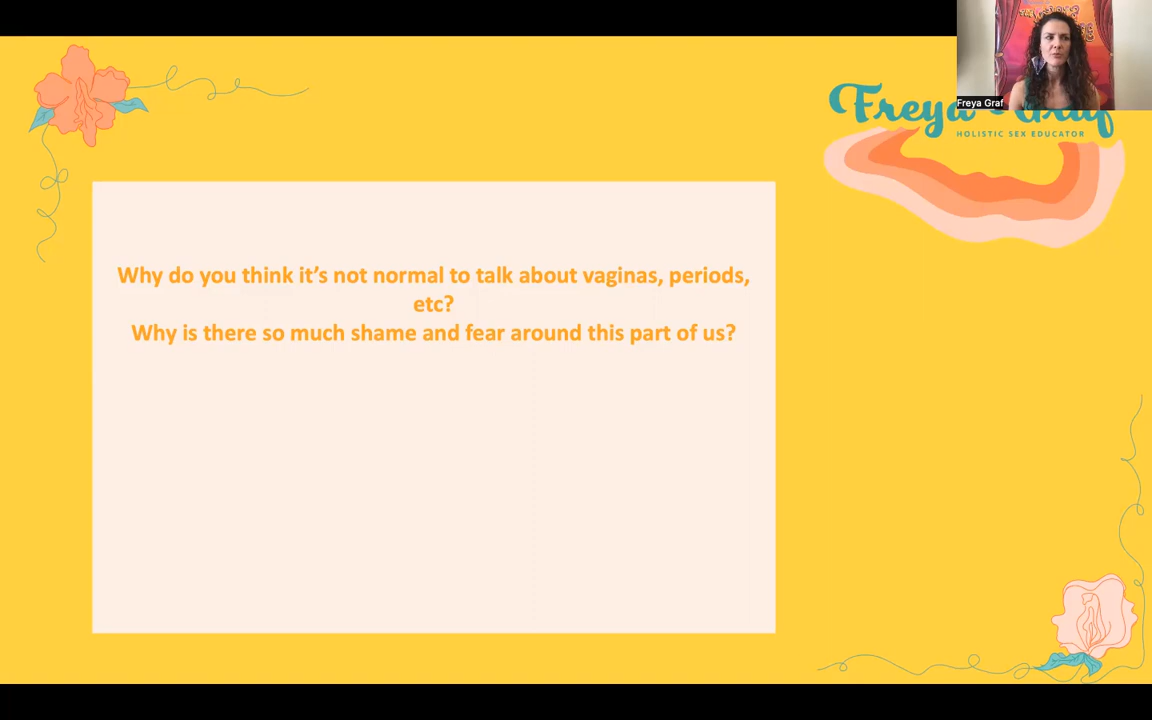 Freya Graf
Freya Graf
HOLISTIC SEX EDUCATOR
Why do you think it’s not normal to talk about vaginas, periods,
etc?
Why is there so much shame and fear around this part of us?